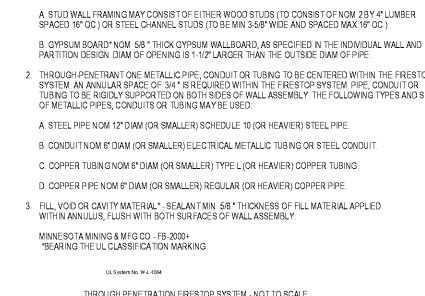 A. STUD WALL FRAMING MAY CONSIST OF EITHER WOOD STUDS (TO CONSIST OF NOM 2 BY 4" LUMBER
SPACED 16" OC.) OR STEEL CHANNEL STUDS (TO BE MIN 3-5/8" WIDE AND SPACED MAX 16" OC.)
B. GYPSUM BOARD* NOM 5/8 " THICK GYPSUM WALLBOARD, AS SPECIFIED IN THE INDIVIDUAL WALL AND
PARTITION DESIGN. DIAM OF OPENING IS 1-1/2" LARGER THAN THE OUTSIDE DIAM OF PIPE.
2. THROUGH-PENETRANT ONE METALLIC PIPE, CONDUIT OR TUBING TO BE CENTERED WITHIN THE FIRESTO
SYSTEM. AN ANNULAR SPACE OF 3/4 " IS REQUIRED WITHIN THE FIRESTOP SYSTEM. PIPE, CONDUIT OR
TUBING TO BE RIGIDLY SUPPORTED ON BOTH SIDES OF WALL ASSEMBLY. THE FOLLOWING TYPES AND S
OF METALLIC PIPES, CONDUITS OR TUBING MAY BE USED:
A. STEEL PIPE NOM 12" DIAM (OR SMALLER) SCHEDULE 10 (OR HEAVIER) STEEL PIPE.
B. CONDUIT NOM 6" DIAM (OR SMALLER) ELECTRICAL METALLIC TUBING OR STEEL CONDUIT.
C. COPPER TUBING NOM 6" DIAM (OR SMALLER) TYPE L (OR HEAVIER) COPPER TUBING.
D. COPPER PIPE NOM 6" DIAM (OR SMALLER) REGULAR (OR HEAVIER) COPPER PIPE.
3. FILL, VOID OR CAVITY MATERIAL* - SEALANT MIN 5/8 " THICKNESS OF FILL MATERIAL APPLIED
WITHIN ANNULUS, FLUSH WITH BOTH SURFACES OF WALL ASSEMBLY.
MINNESOTA MINING & MFG CO - FB-2000+
*BEARING THE UL CLASSIFICATION MARKING
UL System No. W-L-1084
THROUGH PENETRATION FIRESTOP SYSTEM - NOT TO SCALE